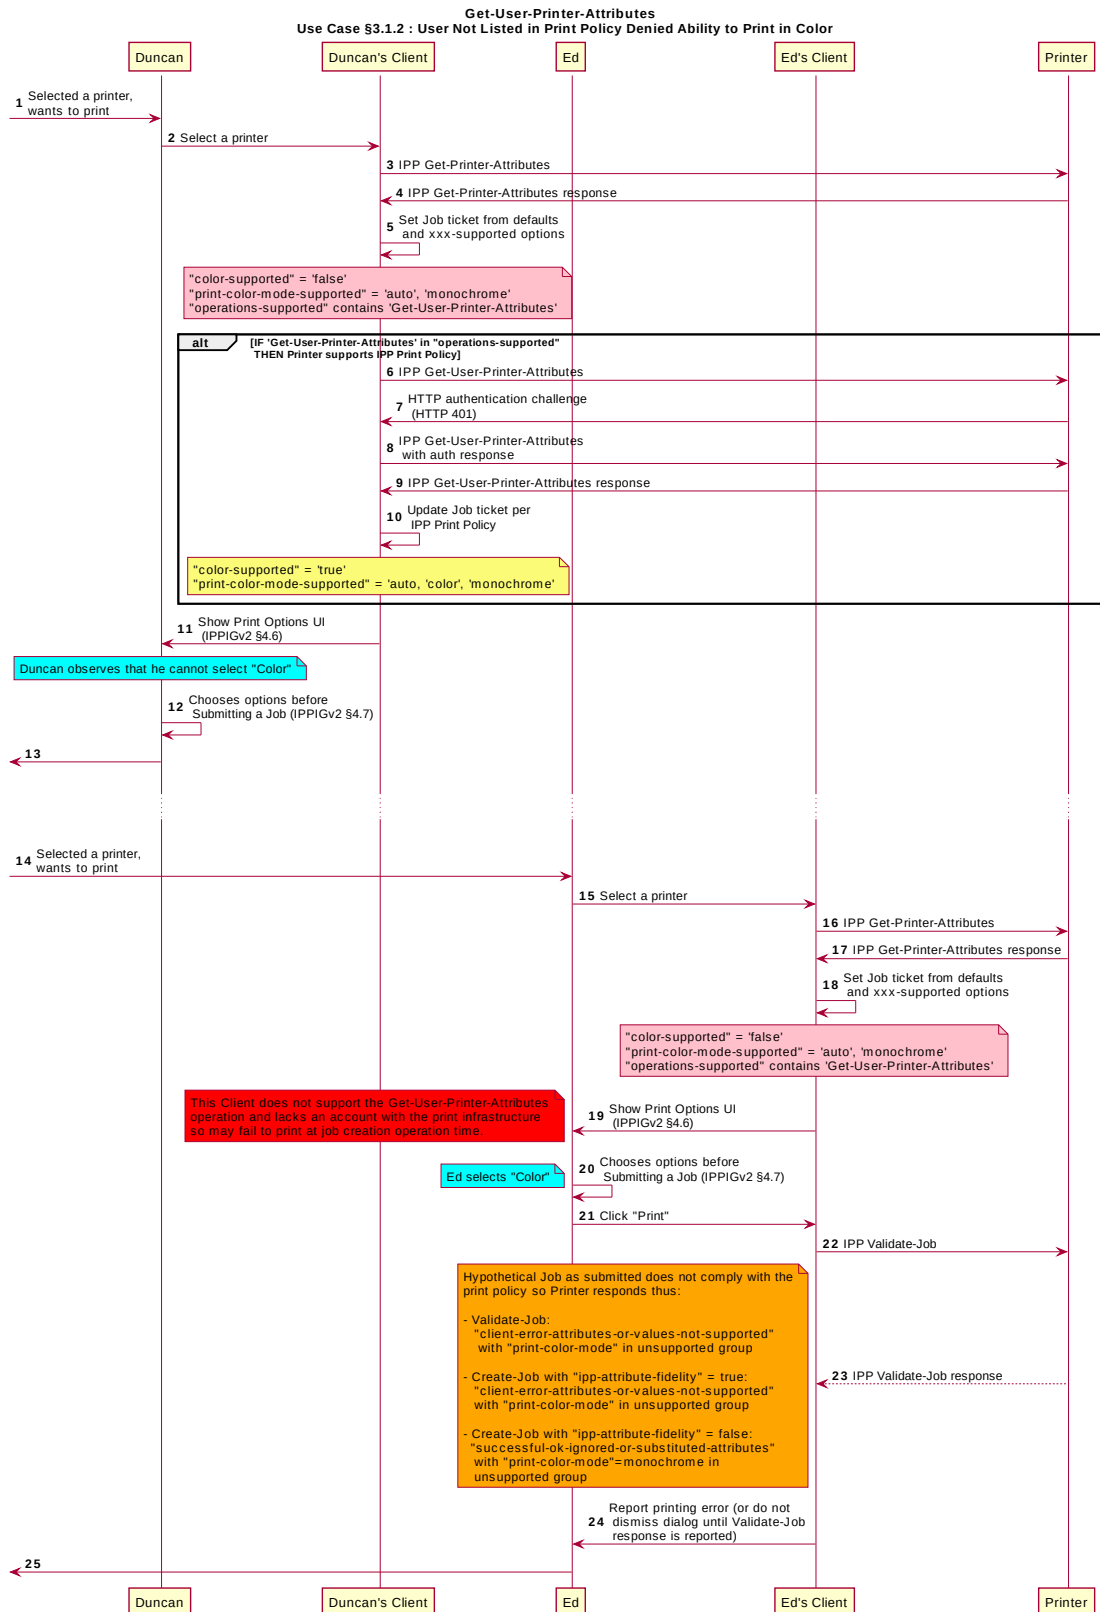 Get-User-Printer-Attributes
Use Case §3.1.2 : User Not Listed in Print Policy Denied Ability to Print in Color
Duncan
Duncan's Client
Ed
Ed's Client
Printer
1 Selected a printer,
wants to print
2 Select a printer
3 IPP Get-Printer-Attributes
4 IPP Get-Printer-Attributes response
5 Set Job ticket from defaults
and xxx-supported options
"color-supported" = 'false'
"print-color-mode-supported" = 'auto', 'monochrome'
"operations-supported" contains 'Get-User-Printer-Attributes'
alt [IF 'Get-User-Printer-Attributes' in "operations-supported"
THEN Printer supports IPP Print Policy]
6 IPP Get-User-Printer-Attributes
7 HTTP authentication challenge
(HTTP 401)
8 IPP Get-User-Printer-Attributes
with auth response
9 IPP Get-User-Printer-Attributes response
10 Update Job ticket per
IPP Print Policy
"color-supported" = 'true'
"print-color-mode-supported" = 'auto, 'color', 'monochrome'
11 Show Print Options UI
(IPPIGv2 §4.6)
Duncan observes that he cannot select "Color"
12 Chooses options before
Submitting a Job (IPPIGv2 §4.7)
13
14 Selected a printer,
wants to print
15 Select a printer
16 IPP Get-Printer-Attributes
17 IPP Get-Printer-Attributes response
18 Set Job ticket from defaults
and xxx-supported options
"color-supported" = 'false'
"print-color-mode-supported" = 'auto', 'monochrome'
"operations-supported" contains 'Get-User-Printer-Attributes'
This Client does not support the Get-User-Printer-Attributes
operation and lacks an account with the print infrastructure
so may fail to print at job creation operation time.
19 Show Print Options UI
(IPPIGv2 §4.6)
Ed selects "Color"
20 Chooses options before
Submitting a Job (IPPIGv2 §4.7)
21 Click "Print"
22 IPP Validate-Job
Hypothetical Job as submitted does not comply with the
print policy so Printer responds thus:
- Validate-Job:
"client-error-attributes-or-values-not-supported"
with "print-color-mode" in unsupported group
- Create-Job with "ipp-attribute-fidelity" = true:
"client-error-attributes-or-values-not-supported"
with "print-color-mode" in unsupported group
- Create-Job with "ipp-attribute-fidelity" = false:
"successful-ok-ignored-or-substituted-attributes"
with "print-color-mode"=monochrome in
unsupported group
23 IPP Validate-Job response
24 Report printing error (or do not
dismiss dialog until Validate-Job
response is reported)
25
Duncan
Duncan's Client
Ed
Ed's Client
Printer